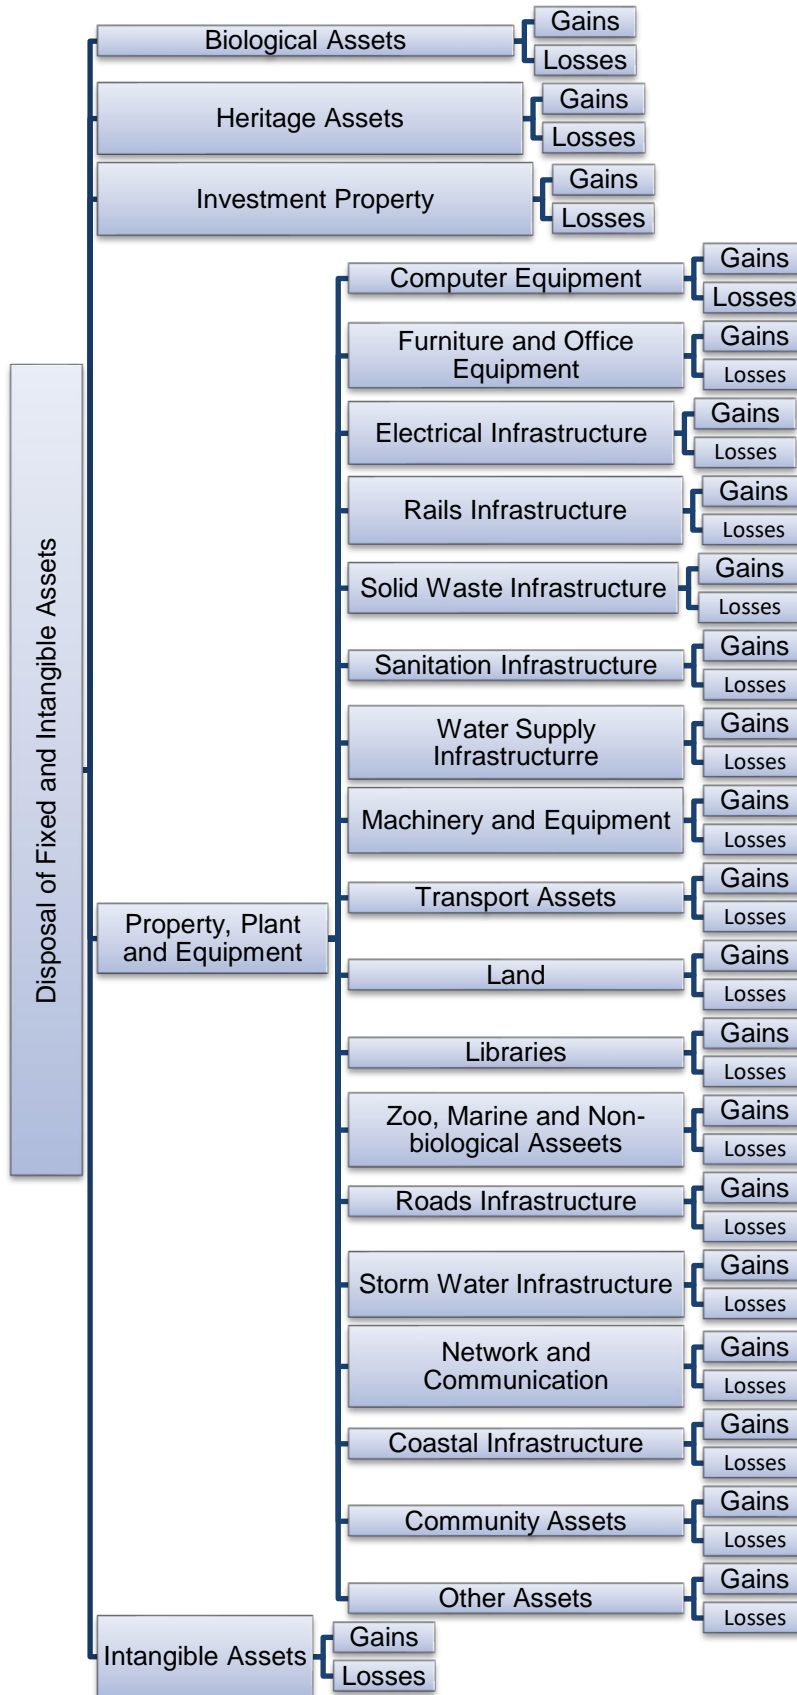 Disposal of Fixed and Intangible Assets
Biological Assets
Gains
Losses
Heritage Assets
Gains
Losses
Investment Property
Gains
Losses
Property, Plant
and Equipment
Computer Equipment
Gains
Losses
Furniture and Office
Equipment
Gains
Losses
Electrical Infrastructure
Gains
Losses
Rails Infrastructure
Gains
Losses
Solid Waste Infrastructure
Gains
Losses
Sanitation Infrastructure
Gains
Losses
Water Supply
Infrastructurre
Gains
Losses
Machinery and Equipment
Gains
Losses
Transport Assets
Gains
Losses
Land
Gains
Losses
Libraries
Gains
Losses
Zoo, Marine and Non-
biological Asseets
Gains
Losses
Roads Infrastructure
Gains
Losses
Storm Water Infrastructure
Gains
Losses
Network and
Communication
Gains
Losses
Coastal Infrastructure
Gains
Losses
Community Assets
Gains
Losses
Other Assets
Gains
Losses
Intangible Assets
Gains
Losses